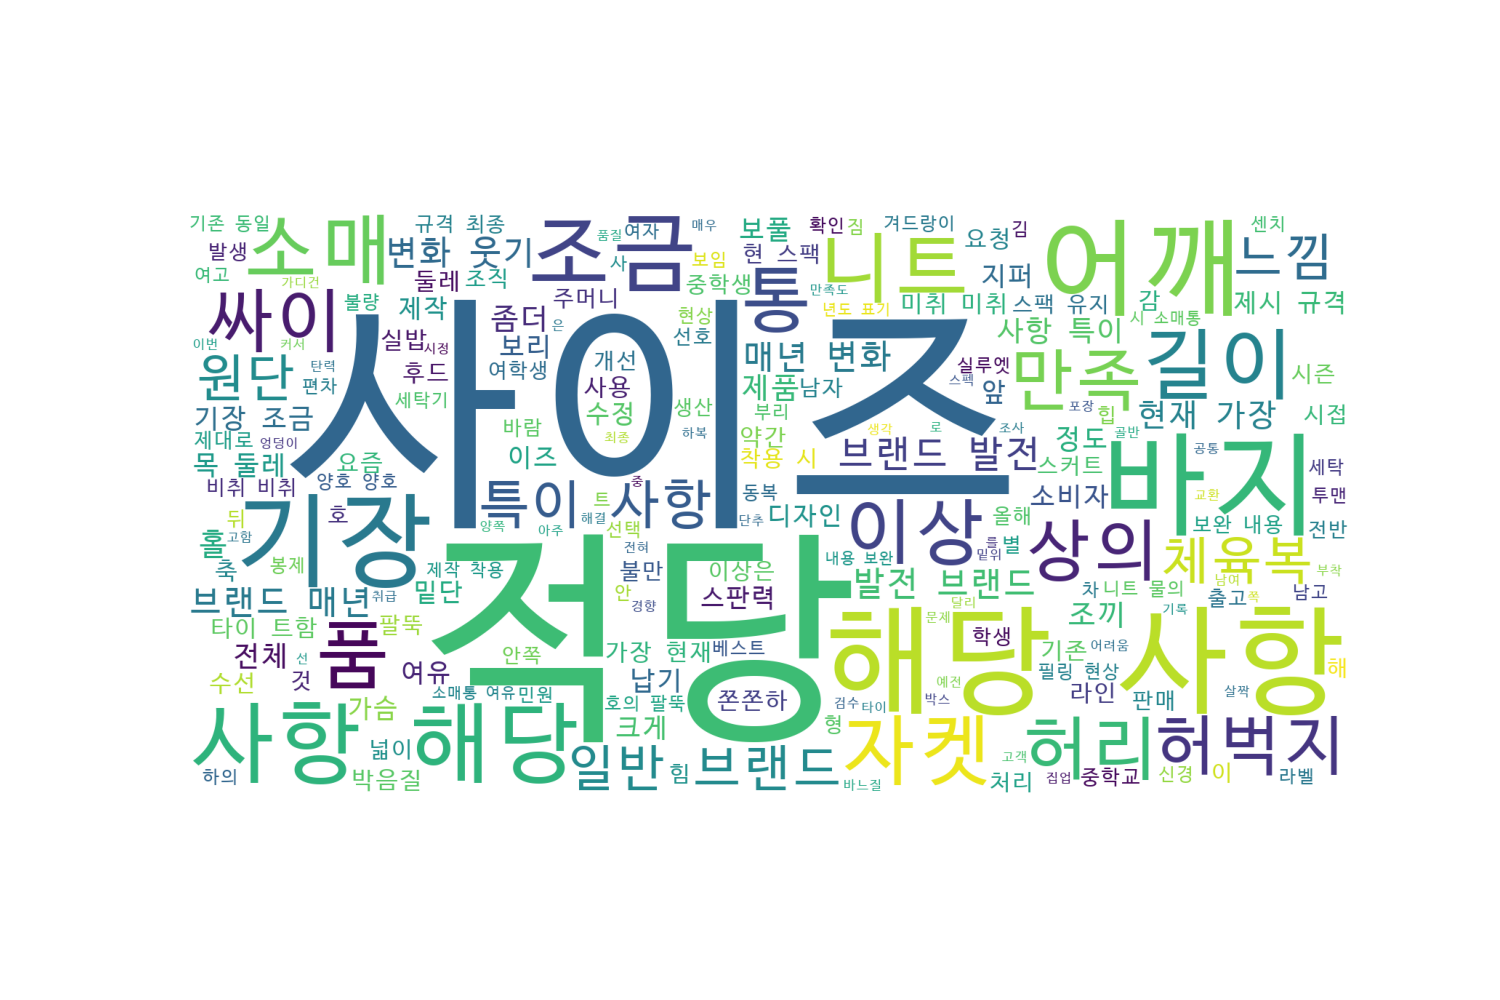 기존 동일
소매
규격 최종
조금
품질
여자
매우
보풀
확인
짐
겨드랑이
김
센치
발생
변화 웃기
사
보임
현 스팩
니트
요청
어깨
느낌
여고
가디건
둘레
조직
중학생
통
만족도
지퍼
싸이
불량
제작
주머니
년도 표기
미취 미취
스팩 유지
감
제시 규격
이번
커서
실밥
시정
좀더
은
현상
선호
사이즈
사항 특이
시 소매통
원단
탄력
편차
후드
보리
여학생
개선
매년 변화
실루엣
만족
길이
시즌
세탁기
사용
제품
남자
스펙
앞
포장
힙
현재 가장
시접
기장 조금
바람
수정
생산
부리
제대로
엉덩이
최종
하복
약간
생각
로
조사
정도
골반
공통
목 둘레
요즘
이즈
착용 시
브랜드 발전
스커트
바지
세탁
비취 비취
양호 양호
특이 사항
중
트
동복
소비자
교환
투맨
뒤
기장
호
양쪽
아주
해결
선택
단추
디자인
이상
올해
상의
보완 내용
전반
홀
고함
전혀
를
별
밑위
축
봉제
제작 착용
적당
불만
이상은
내용 보완
체육복
부착
브랜드 매년
취급
밑단
안
경향
스판력
발전 브랜드
차
니트 물의
남여
출고
쪽
남고
타이 트함
품
팔뚝
해당 사항
달리
문제
학생
조끼
기록
전체
선
안쪽
가장 현재
베스트
기존
어려움
수선
것
여유
납기
쫀쫀하
예전
필링 현상
해
사항 해당
가슴
소매통 여유
민원
호의 팔뚝
검수
타이
박스
라인
판매
살짝
넓이
크게
형
자켓
허리
허벅지
하의
박음질
일반 브랜드
힘
바느질
고객
처리
집업
중학교
신경
이
라벨